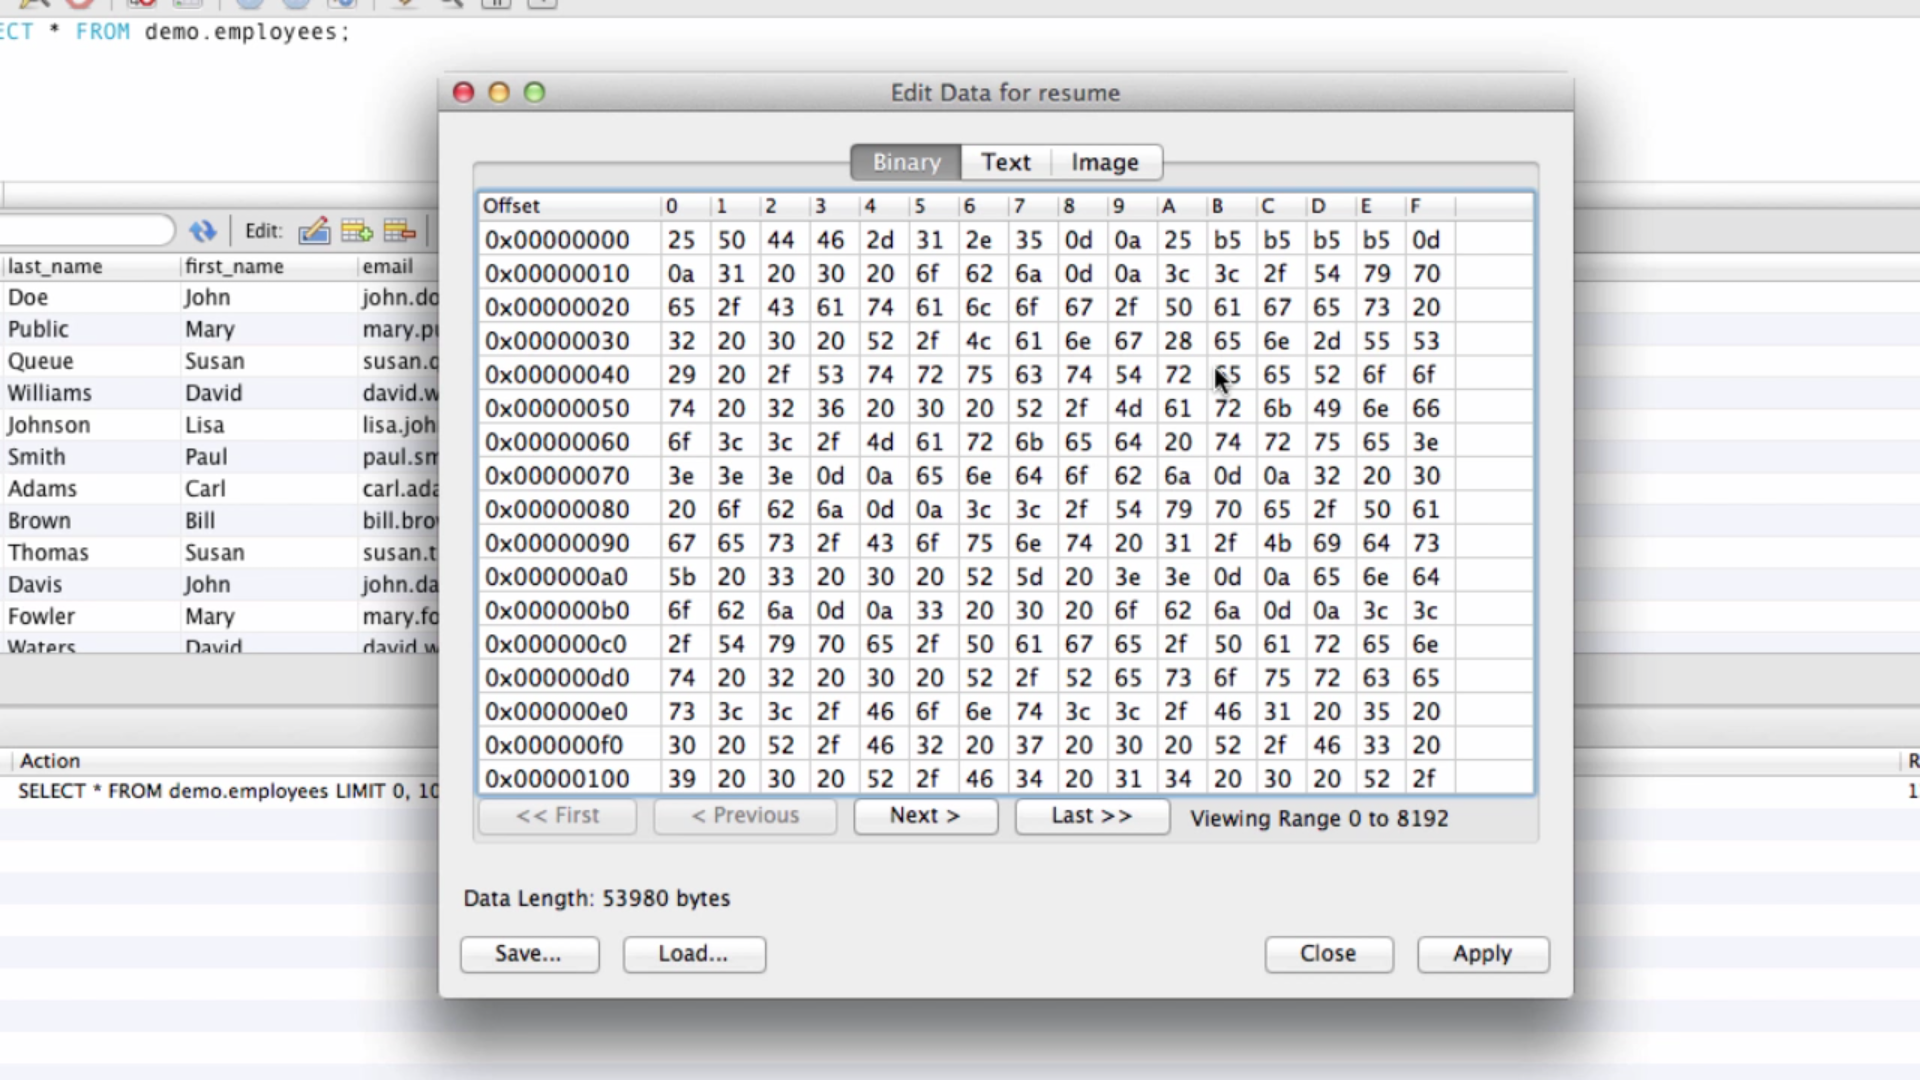 ECT * FROM demo.employees;
Edit Data for resume
Binary Text Image
Edit:
last_name first_name email
Doe John john.do
Public Mary mary.pu
Queue Susan susan.q
Williams David david.w
Johnson Lisa lisa.joh
Smith Paul paul.sm
Adams Carl carl.ada
Brown Bill bill.bro
Thomas Susan susan.t
Davis John john.da
Fowler Mary mary.fo
Waters David david.w
Offset 0 1 2 3 4 5 6 7 8 9 A B C D E F
0x00000000 25 50 44 46 2d 31 2e 35 0d 0a 25 b5 b5 b5 b5 0d
0x00000010 0a 31 20 30 20 6f 62 6a 0d 0a 3c 3c 2f 54 79 70
0x00000020 65 2f 43 61 74 61 6c 6f 67 2f 50 61 67 65 73 20
0x00000030 32 20 30 20 52 2f 4c 61 6e 67 28 65 6e 2d 55 53
0x00000040 29 20 2f 53 74 72 75 63 74 54 72 65 65 52 6f 6f
0x00000050 74 20 32 36 20 30 20 52 2f 4d 61 72 6b 49 6e 66
0x00000060 6f 3c 3c 2f 4d 61 72 6b 65 64 20 74 72 75 65 3e
0x00000070 3e 3e 3e 0d 0a 65 6e 64 6f 62 6a 0d 0a 32 20 30
0x00000080 20 6f 62 6a 0d 0a 3c 3c 2f 54 79 70 65 2f 50 61
0x00000090 67 65 73 2f 43 6f 75 6e 74 20 31 2f 4b 69 64 73
0x000000a0 5b 20 33 20 30 20 52 5d 20 3e 3e 0d 0a 65 6e 64
0x000000b0 6f 62 6a 0d 0a 33 20 30 20 6f 62 6a 0d 0a 3c 3c
0x000000c0 2f 54 79 70 65 2f 50 61 67 65 2f 50 61 72 65 6e
0x000000d0 74 20 32 20 30 20 52 2f 52 65 73 6f 75 72 63 65
0x000000e0 73 3c 3c 2f 46 6f 6e 74 3c 3c 2f 46 31 20 35 20
0x000000f0 30 20 52 2f 46 32 20 37 20 30 20 52 2f 46 33 20
0x00000100 39 20 30 20 52 2f 46 34 20 31 34 20 30 20 52 2f
<< First < Previous Next > Last >> Viewing Range 0 to 8192
Action
SELECT * FROM demo.employees LIMIT 0, 10
R
1
Data Length: 53980 bytes
Save... Load... Close Apply